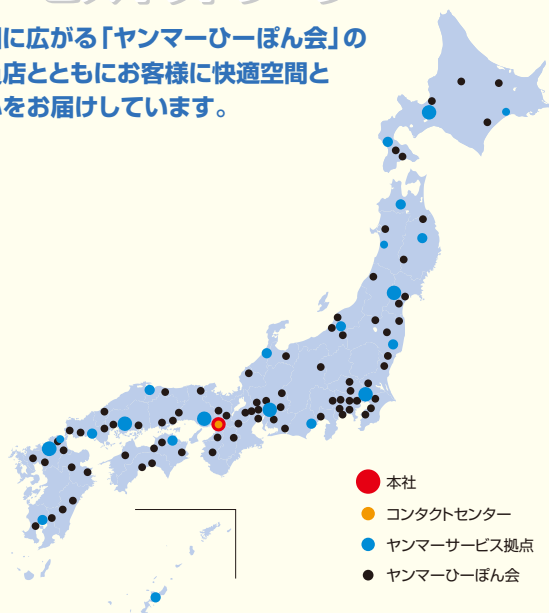 に広がる「ヤンマーひーぽん会」の
店とともにお客様に快適空間と
をお届けしています。
本社
コンタクトセンター
ヤンマーサービス拠点
ヤンマーひーぽん会